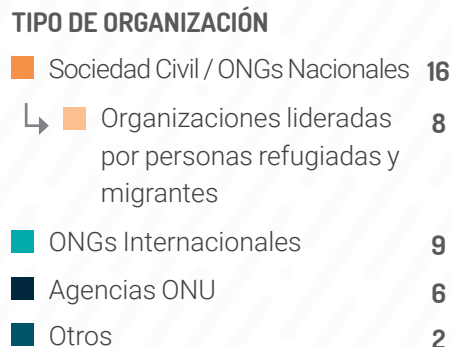 TIPO DE ORGANIZACIÓN
Sociedad Civil / ONGs Nacionales 16
Organizaciones lideradas 8
por personas refugiadas y
migrantes
ONGs Internacionales 9
Agencias ONU 6
Otros 2